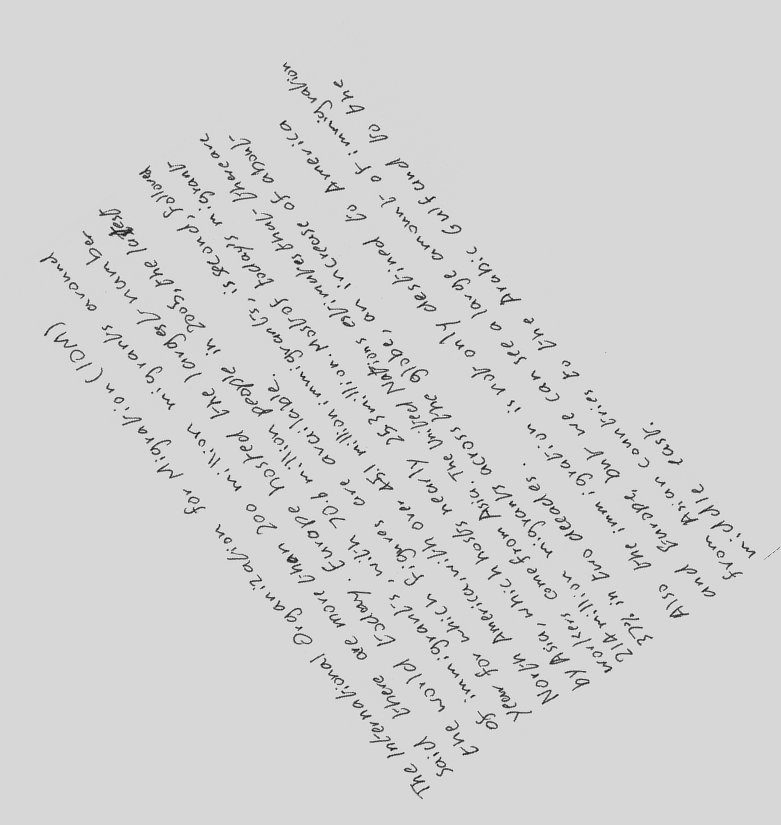 The International Organization for Migration (IOM)
said there are more than 200 million migrants around
the world today. Europe hosted the largest number
of immigrants, with 70.6 million people in 2005, the latest
year for which figures are available.
North America, with over 45.1 million immigrants, is second, followed
by Asia, which hosts nearly 25.3 million. Most of today's migrant
workers come from Asia. The United Nations estimates that there are
214 million migrants across the globe, an increase of about
37% in two decades.
Also the immigration is not only destined to America
and Europe, but we can see a large amount of immigration
from Asian countries to the Arabic Gulf and to the
middle east.